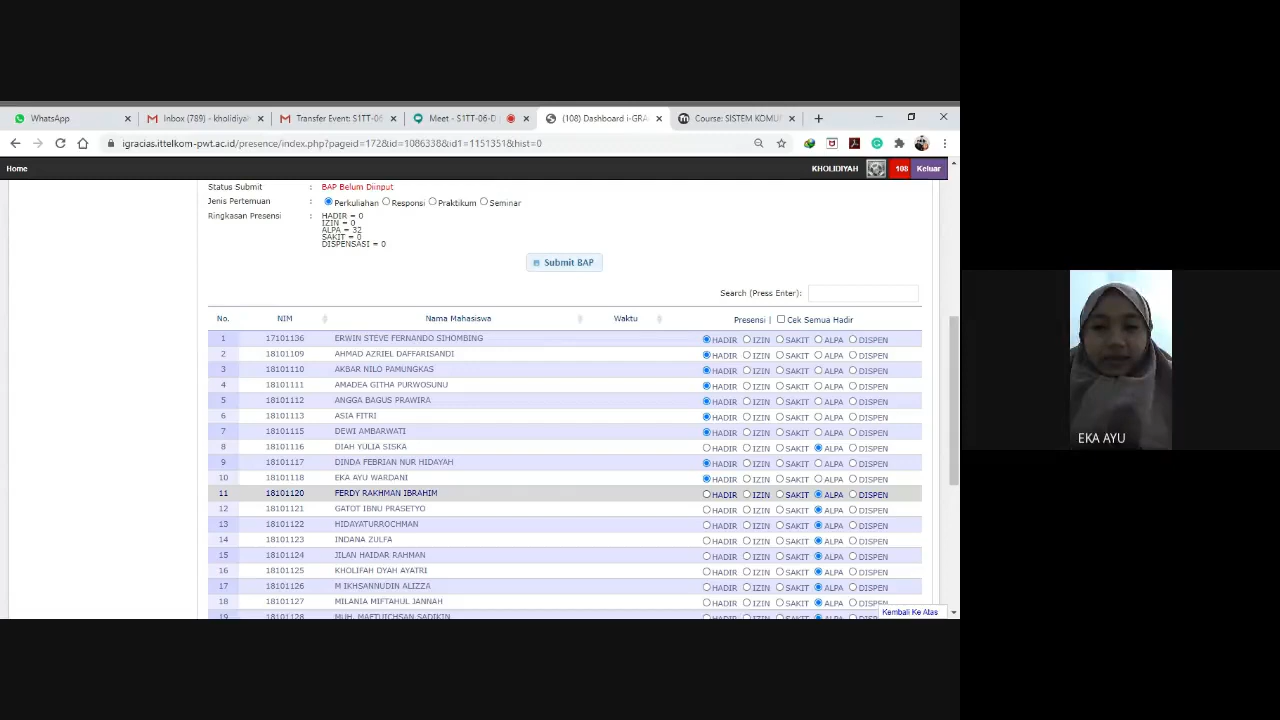 WhatsApp
Inbox (789) - kholidiyah
Transfer Event: S1TT-06
Meet - S1TT-06-D
(108) Dashboard i-GRA
Course: SISTEM KOMU
igracias.ittelkom-pwt.ac.id/presence/index.php?pageid=172&id=1086338&id1=1151351&hist=0
Home
KHOLIDIYAH 108 Keluar
Status Submit : BAP Belum Diinput
Jenis Pertemuan : Perkuliahan Responsi Praktikum Seminar
Ringkasan Presensi : HADIR = 0
IZIN = 0
ALPA = 32
SAKIT = 0
DISPENSASI = 0
Submit BAP
Search (Press Enter):
No. NIM Nama Mahasiswa Waktu Presensi | Cek Semua Hadir
1 17101136 ERWIN STEVE FERNANDO SIHOMBING HADIR IZIN SAKIT ALPA DISPEN
2 18101109 AHMAD AZRIEL DAFFARISANDI HADIR IZIN SAKIT ALPA DISPEN
3 18101110 AKBAR NILO PAMUNGKAS HADIR IZIN SAKIT ALPA DISPEN
4 18101111 AMADEA GITHA PURWOSUNU HADIR IZIN SAKIT ALPA DISPEN
5 18101112 ANGGA BAGUS PRAWIRA HADIR IZIN SAKIT ALPA DISPEN
6 18101113 ASIA FITRI HADIR IZIN SAKIT ALPA DISPEN
7 18101115 DEWI AMBARWATI HADIR IZIN SAKIT ALPA DISPEN
8 18101116 DIAH YULIA SISKA HADIR IZIN SAKIT ALPA DISPEN
9 18101117 DINDA FEBRIAN NUR HIDAYAH HADIR IZIN SAKIT ALPA DISPEN
10 18101118 EKA AYU WARDANI HADIR IZIN SAKIT ALPA DISPEN
11 18101120 FERDY RAKHMAN IBRAHIM HADIR IZIN SAKIT ALPA DISPEN
12 18101121 GATOT IBNU PRASETYO HADIR IZIN SAKIT ALPA DISPEN
13 18101122 HIDAYATURROCHMAN HADIR IZIN SAKIT ALPA DISPEN
14 18101123 INDANA ZULFA HADIR IZIN SAKIT ALPA DISPEN
15 18101124 JILAN HAIDAR RAHMAN HADIR IZIN SAKIT ALPA DISPEN
16 18101125 KHOLIFAH DYAH AYATRI HADIR IZIN SAKIT ALPA DISPEN
17 18101126 M IKHSANNUDIN ALIZZA HADIR IZIN SAKIT ALPA DISPEN
18 18101127 MILANIA MIFTAHUL JANNAH HADIR IZIN SAKIT ALPA DISPEN
19 18101128 MUH. MAFTUICHSAN SADIKIN HADIR IZIN SAKIT ALPA
Kembali Ke Atas
EKA AYU